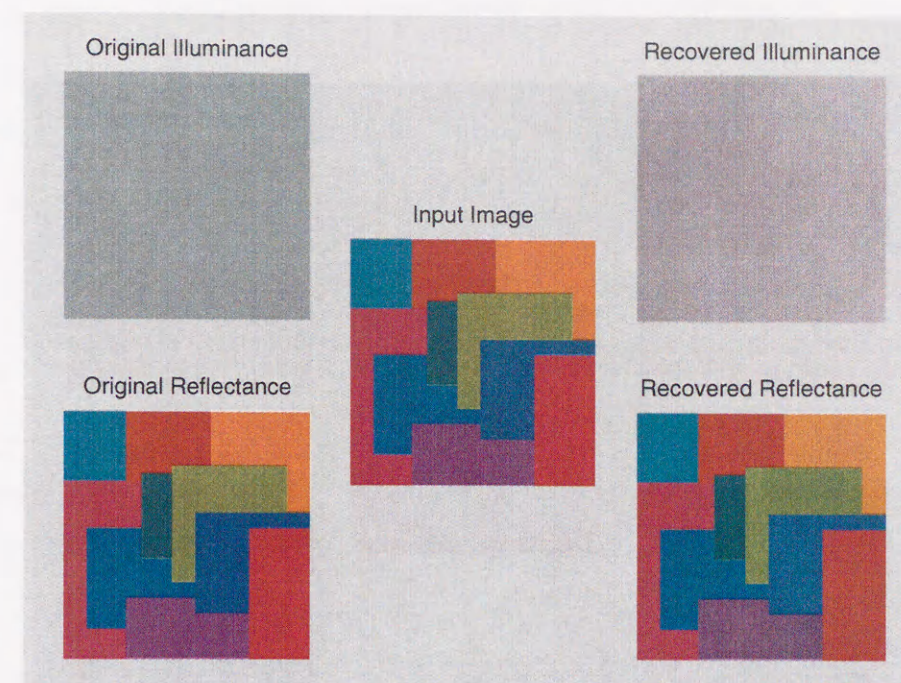 Original Illuminance
Recovered Illuminance
Input Image
Original Reflectance
Recovered Reflectance